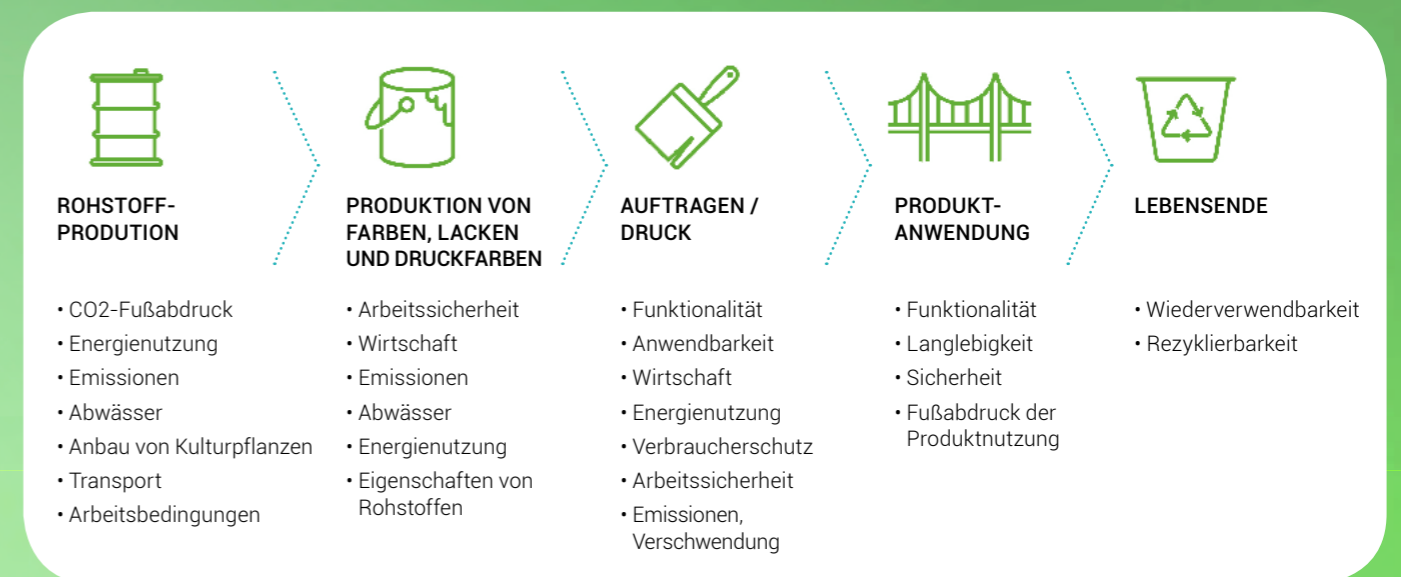 ROHSTOFF-
PRODUTION
• CO2-Fußabdruck
• Energienutzung
• Emissionen
• Abwässer
• Anbau von Kulturpflanzen
• Transport
• Arbeitsbedingungen
PRODUKTION VON
FARBEN, LACKEN
UND DRUCKFARBEN
• Arbeitssicherheit
• Wirtschaft
• Emissionen
• Abwässer
• Energienutzung
• Eigenschaften von
Rohstoffen
AUFTRAGEN /
DRUCK
• Funktionalität
• Anwendbarkeit
• Wirtschaft
• Energienutzung
• Verbraucherschutz
• Arbeitssicherheit
• Emissionen,
Verschwendung
PRODUKT-
ANWENDUNG
• Funktionalität
• Langlebigkeit
• Sicherheit
• Fußabdruck der
Produktnutzung
LEBENSENDE
• Wiederverwendbarkeit
• Rezyklierbarkeit